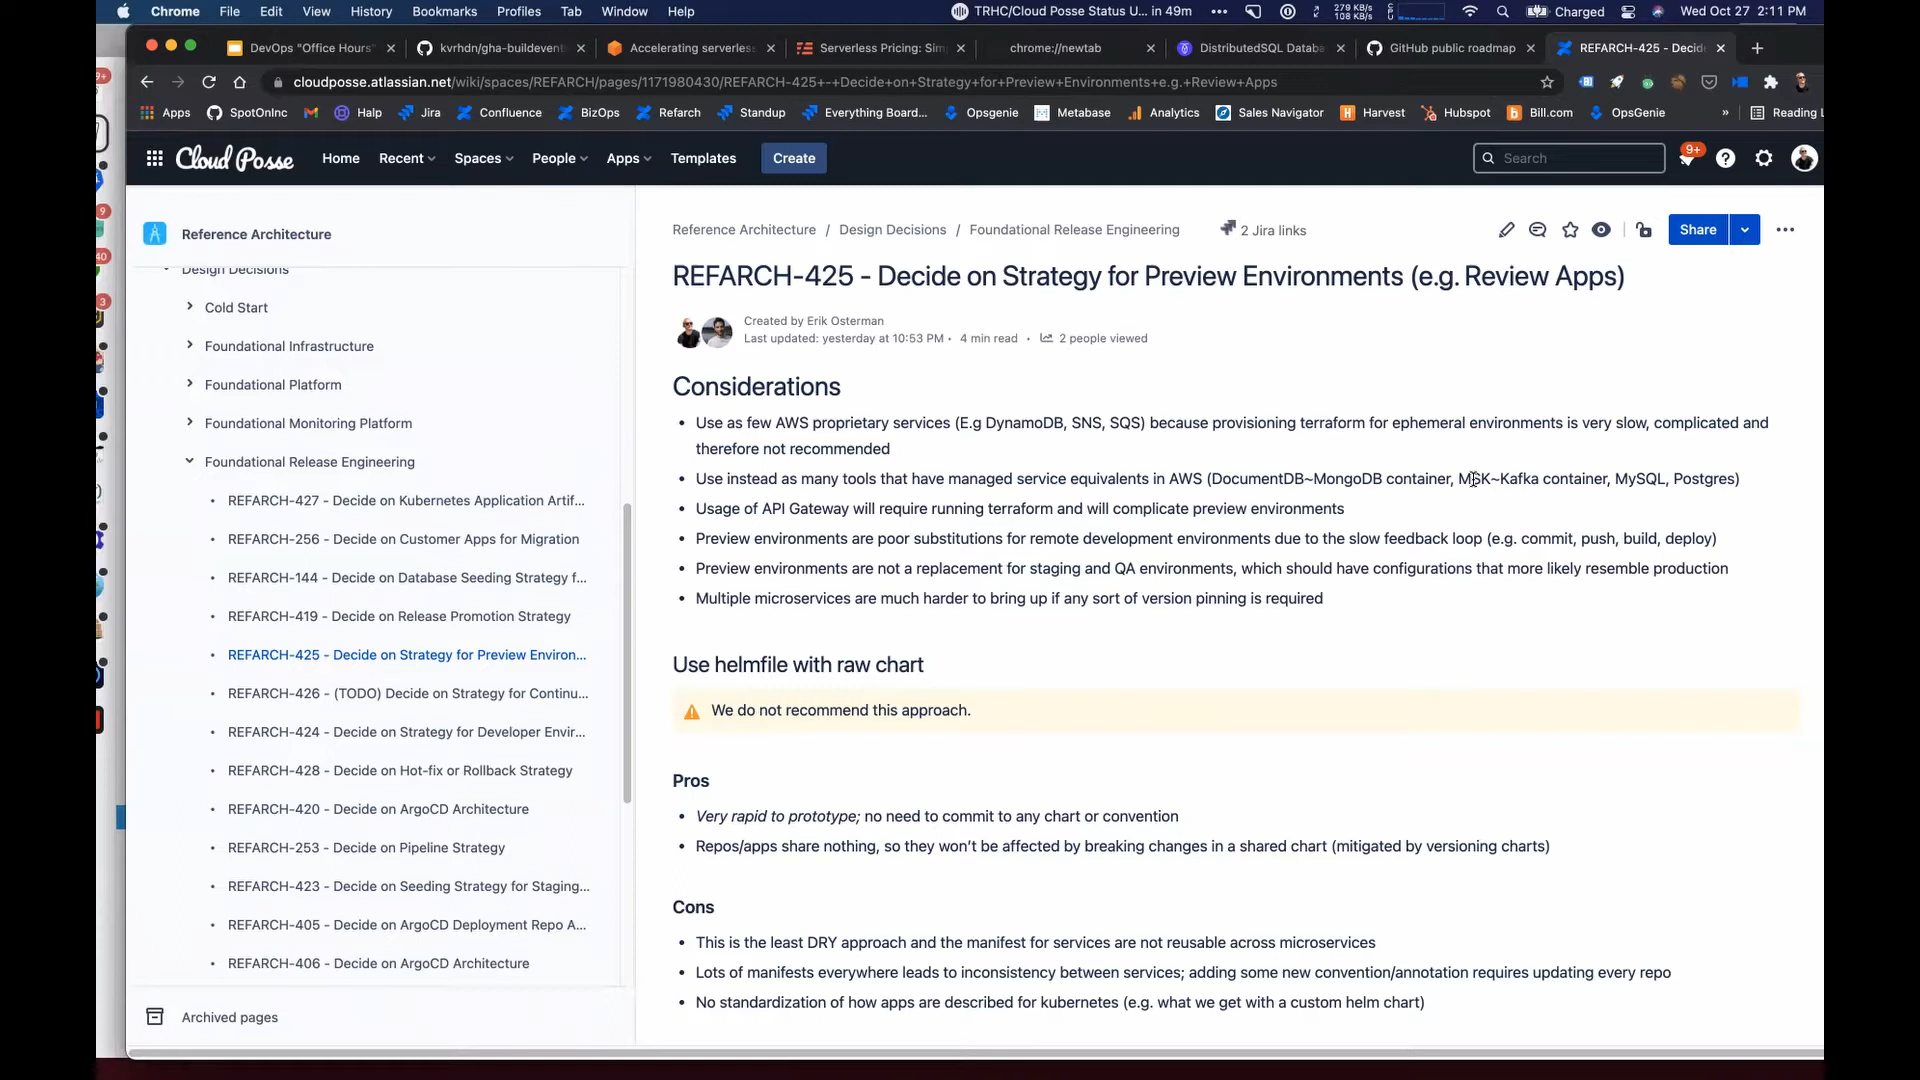 Chrome File Edit View History Bookmarks Profiles Tab Window Help TRHC/Cloud Posse Status U... in 49m 279 KB/s 108 KB/s Charged Wed Oct 27 2:11 PM
DevOps "Office Hours" kvrhdn/gha-buildevent Accelerating serverles Serverless Pricing: Sim chrome://newtab DistributedSQL Databa GitHub public roadmap REFARCH-425 - Decid
cloudposse.atlassian.net/wiki/spaces/REFARCH/pages/1171980430/REFARCH-425+-+Decide+on+Strategy+for+Preview+Environments+e.g.+Review+Apps
Apps SpotOnInc Halp Jira Confluence BizOps Refarch Standup Everything Board... Opsgenie Metabase Analytics Sales Navigator Harvest Hubspot Bill.com OpsGenie » Reading L
Cloud Posse Home Recent Spaces People Apps Templates Create Search 9+
Reference Architecture
Design Decisions
Cold Start
Foundational Infrastructure
Foundational Platform
Foundational Monitoring Platform
Foundational Release Engineering
REFARCH-427 - Decide on Kubernetes Application Artif...
REFARCH-256 - Decide on Customer Apps for Migration
REFARCH-144 - Decide on Database Seeding Strategy f...
REFARCH-419 - Decide on Release Promotion Strategy
REFARCH-425 - Decide on Strategy for Preview Environ...
REFARCH-426 - (TODO) Decide on Strategy for Continu...
REFARCH-424 - Decide on Strategy for Developer Envir...
REFARCH-428 - Decide on Hot-fix or Rollback Strategy
REFARCH-420 - Decide on ArgoCD Architecture
REFARCH-253 - Decide on Pipeline Strategy
REFARCH-423 - Decide on Seeding Strategy for Staging...
REFARCH-405 - Decide on ArgoCD Deployment Repo A...
REFARCH-406 - Decide on ArgoCD Architecture
Archived pages
Reference Architecture / Design Decisions / Foundational Release Engineering 2 Jira links Share
REFARCH-425 - Decide on Strategy for Preview Environments (e.g. Review Apps)
Created by Erik Osterman
Last updated: yesterday at 10:53 PM • 4 min read • 2 people viewed
Considerations
• Use as few AWS proprietary services (E.g DynamoDB, SNS, SQS) because provisioning terraform for ephemeral environments is very slow, complicated and
therefore not recommended
• Use instead as many tools that have managed service equivalents in AWS (DocumentDB~MongoDB container, MSK~Kafka container, MySQL, Postgres)
• Usage of API Gateway will require running terraform and will complicate preview environments
• Preview environments are poor substitutions for remote development environments due to the slow feedback loop (e.g. commit, push, build, deploy)
• Preview environments are not a replacement for staging and QA environments, which should have configurations that more likely resemble production
• Multiple microservices are much harder to bring up if any sort of version pinning is required
Use helmfile with raw chart
We do not recommend this approach.
Pros
• Very rapid to prototype; no need to commit to any chart or convention
• Repos/apps share nothing, so they won't be affected by breaking changes in a shared chart (mitigated by versioning charts)
Cons
• This is the least DRY approach and the manifest for services are not reusable across microservices
• Lots of manifests everywhere leads to inconsistency between services; adding some new convention/annotation requires updating every repo
• No standardization of how apps are described for kubernetes (e.g. what we get with a custom helm chart)